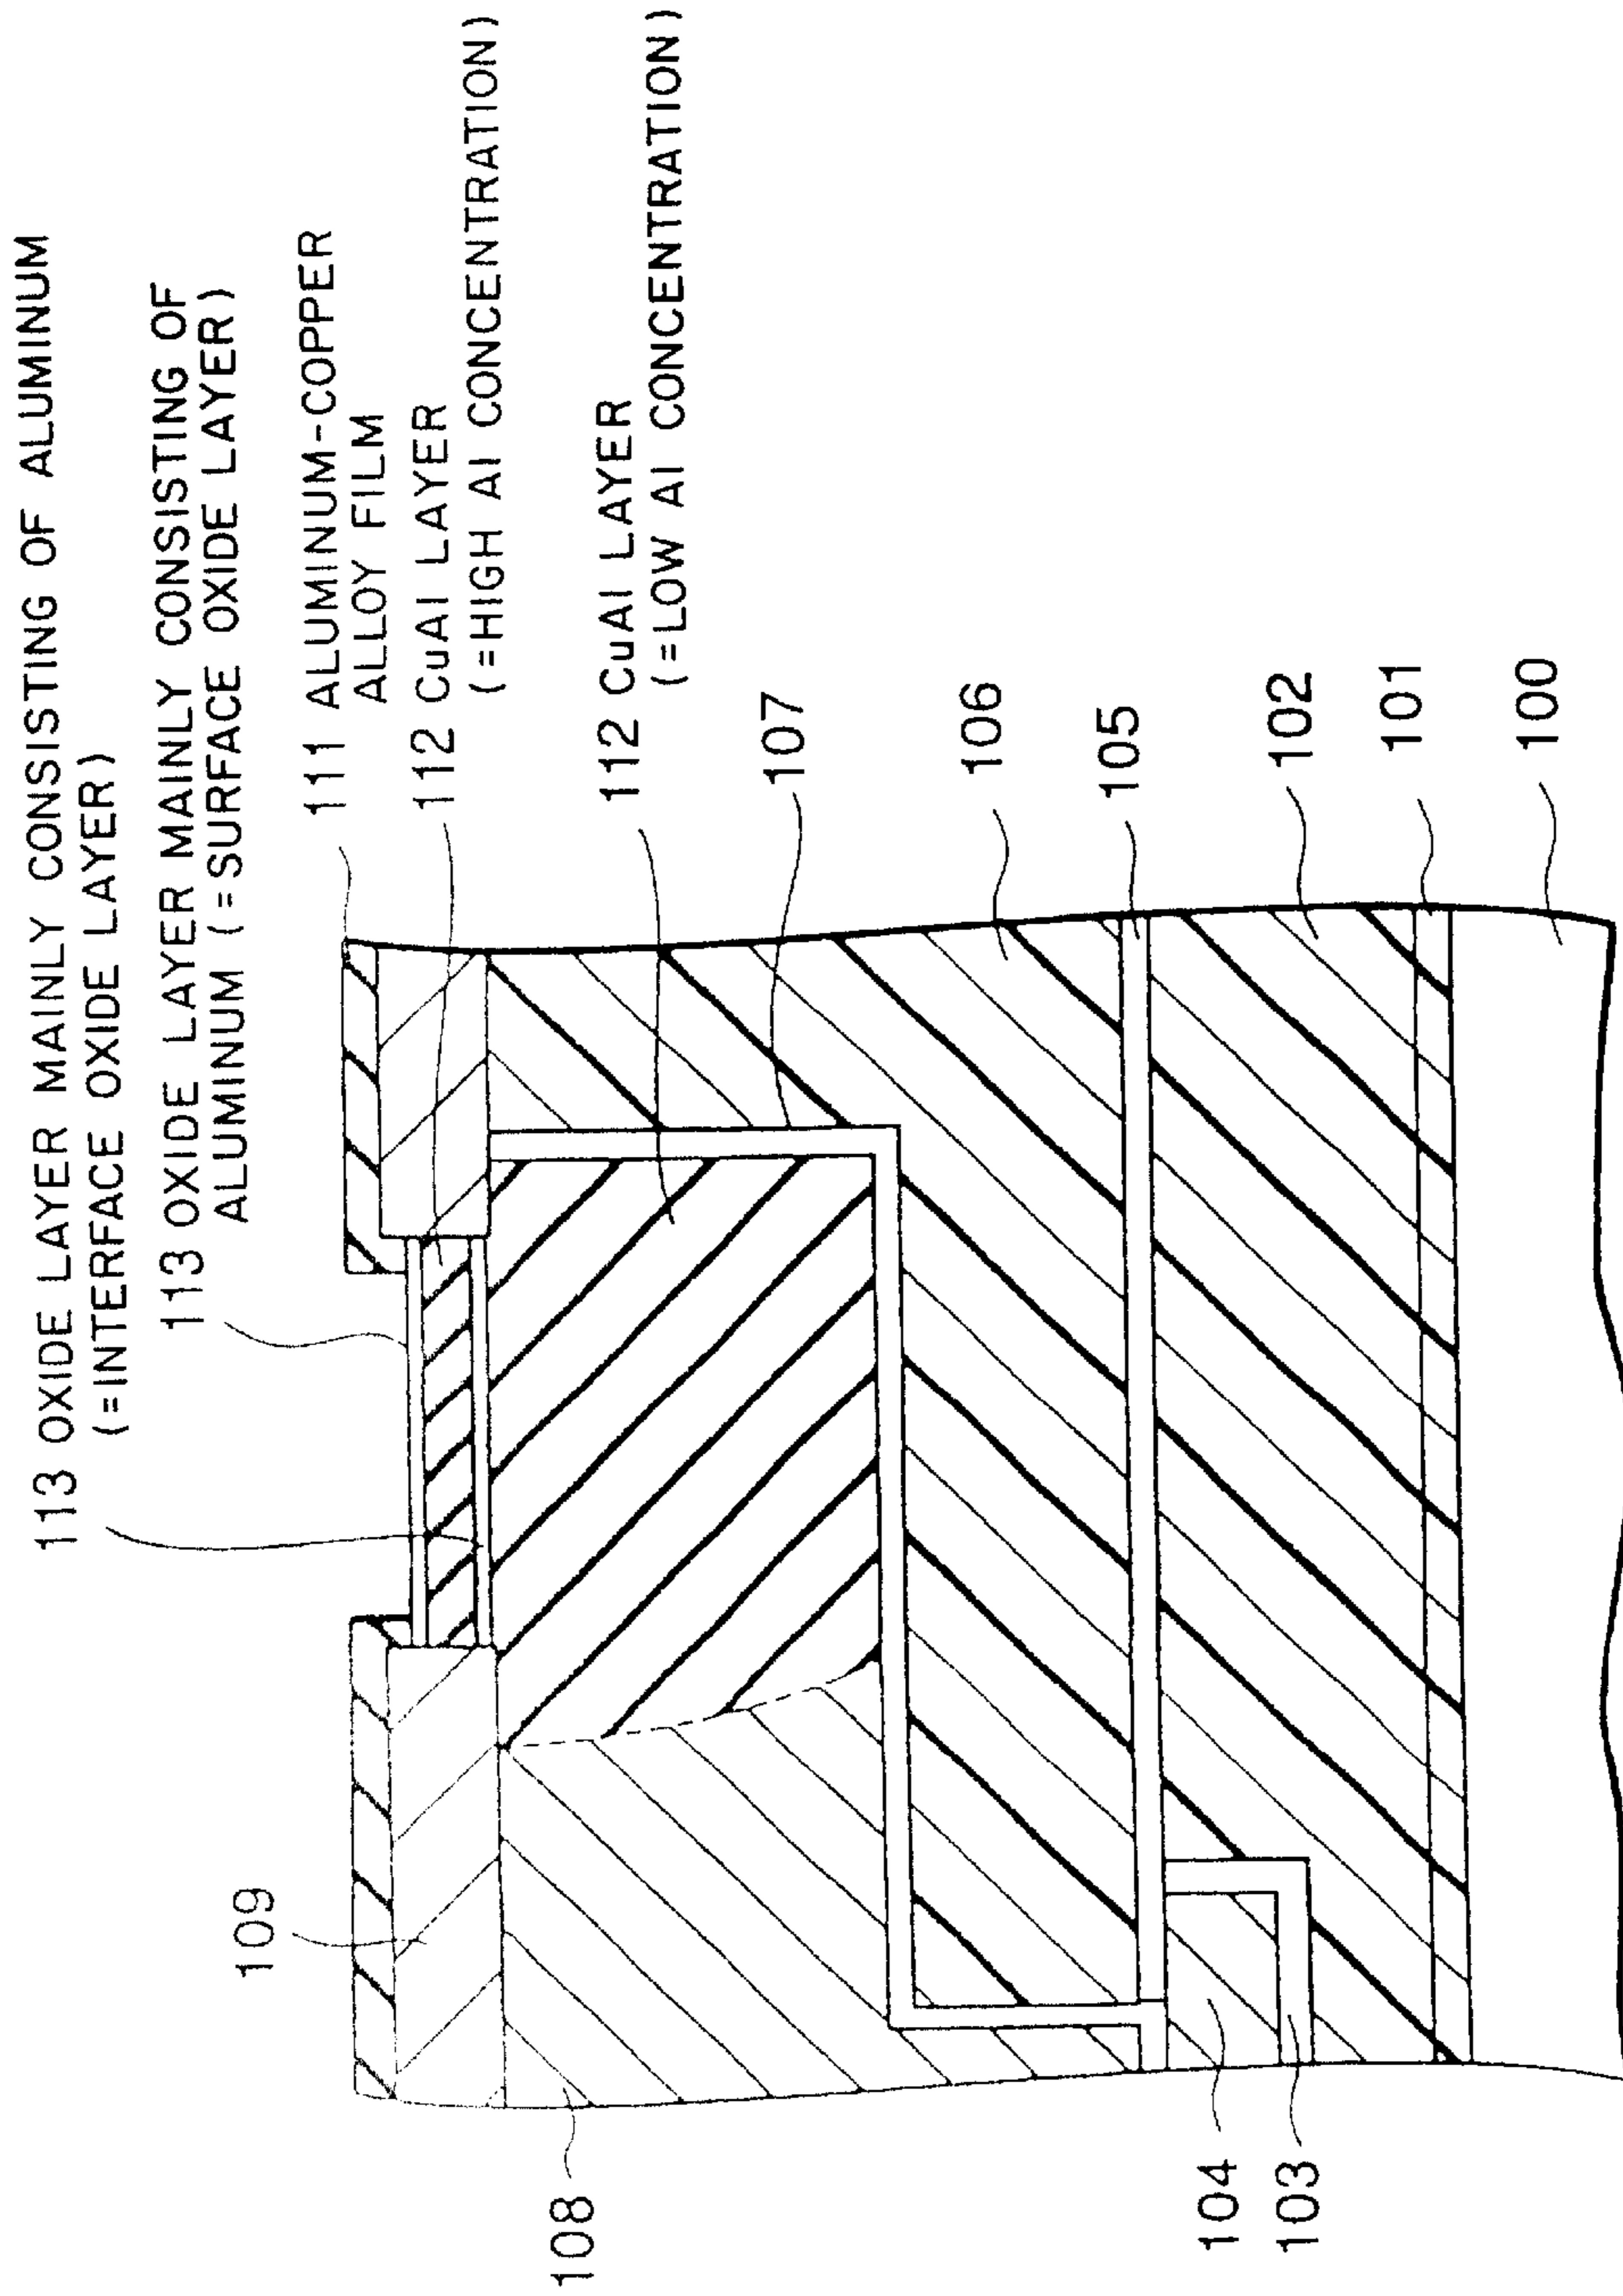 113 OXIDE LAYER MAINLY CONSISTING OF ALUMINUM
(=INTERFACE OXIDE LAYER)
113 OXIDE LAYER MAINLY CONSISTING OF
ALUMINUM (=SURFACE OXIDE LAYER)
111 ALUMINUM-COPPER
ALLOY FILM
112 CuAl LAYER
(=HIGH Al CONCENTRATION)
112 CuAl LAYER
(=LOW Al CONCENTRATION)
107
106
105
102
101
100
109
108
104
103